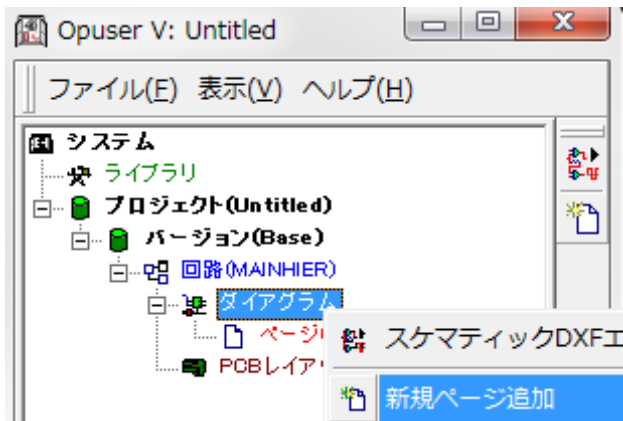 Opuser V: Untitled
ファイル(F) 表示(V) ヘルプ(H)
システム
ライブラリ
プロジェクト(Untitled)
バージョン(Base)
回路(MAINHIER)
ダイアグラム
ページ
スケマティックDXFエ
PCBレイア
新規ページ追加